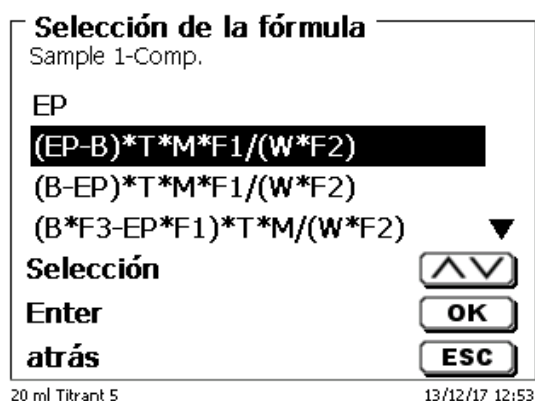 Selección de la fórmula
Sample 1-Comp.
EP
(EP-B)*T*M*F1/(W*F2)
(B-EP)*T*M*F1/(W*F2)
(B*F3-EP*F1)*T*M/(W*F2)
Selección
Enter OK
atrás ESC
20 ml Titrant 5 13/12/17 12:53